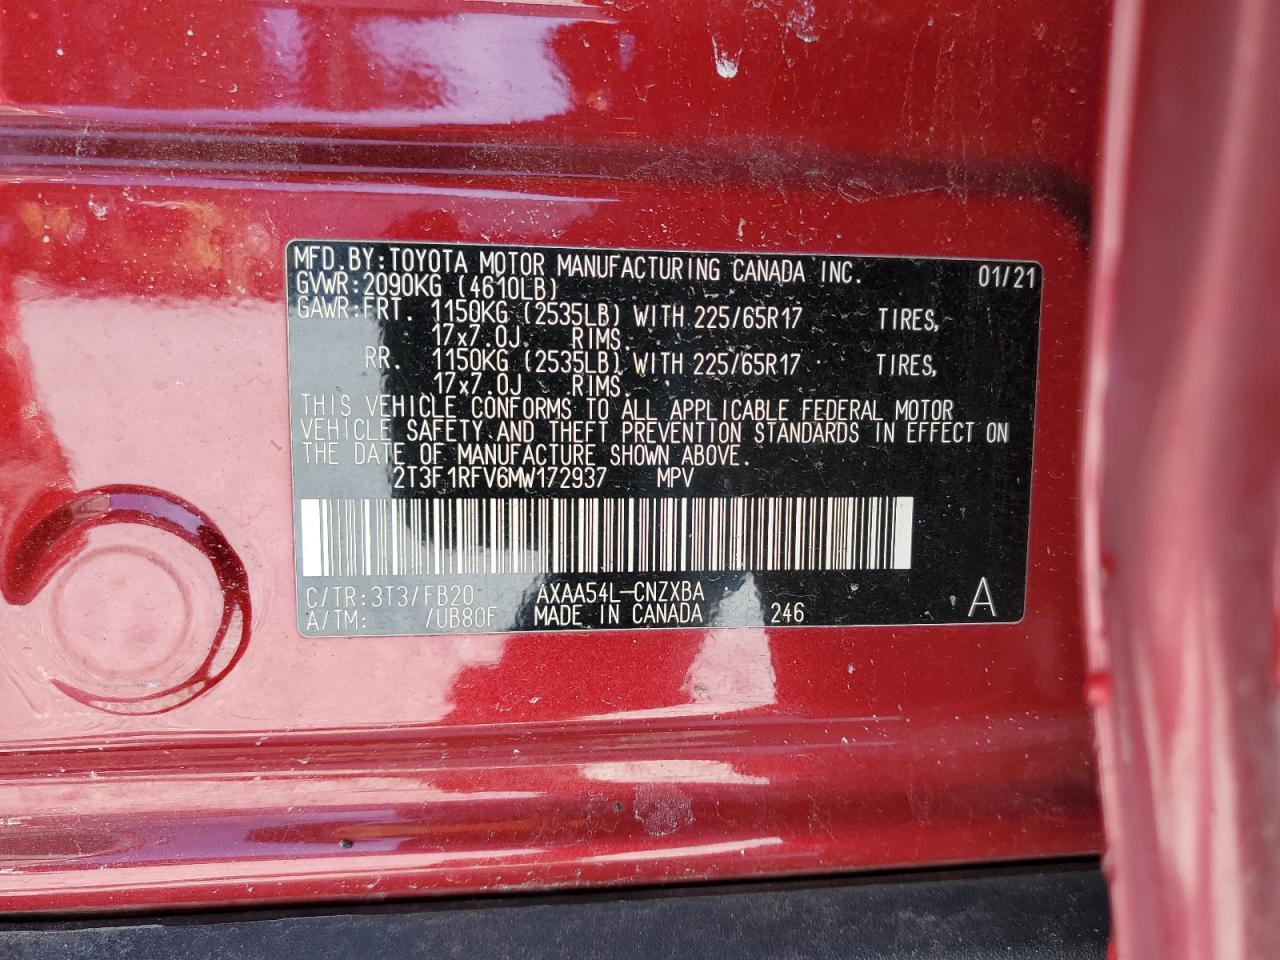 MFD.BY:TOYOTA MOTOR MANUFACTURING CANADA INC. 01/21
GVWR:2090KG (4610LB)
GAWR:FRT. 1150KG (2535LB) WITH 225/65R17 TIRES,
17x7.0J RIMS.
RR. 1150KG (2535LB) WITH 225/65R17 TIRES,
17x7.0J RIMS.
THIS VEHICLE CONFORMS TO ALL APPLICABLE FEDERAL MOTOR
VEHICLE SAFETY AND THEFT PREVENTION STANDARDS IN EFFECT ON
THE DATE OF MANUFACTURE SHOWN ABOVE.
2T3F1RFV6MW172937 MPV
C/TR:3T3/FB20 AXAA54L-CNZXBA
A/TM: /UB80F MADE IN CANADA 246 A